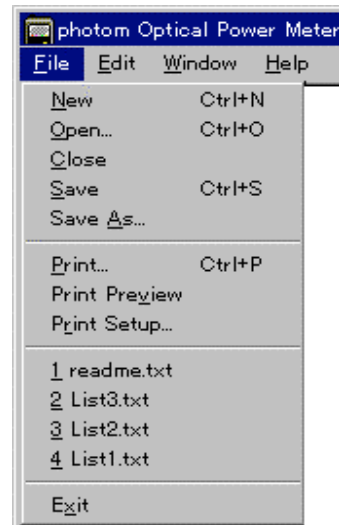 photom Optical Power Meter
File Edit Window Help
New Ctrl+N
Open... Ctrl+O
Close
Save Ctrl+S
Save As...
Print... Ctrl+P
Print Preview
Print Setup...
1 readme.txt
2 List3.txt
3 List2.txt
4 List1.txt
Exit